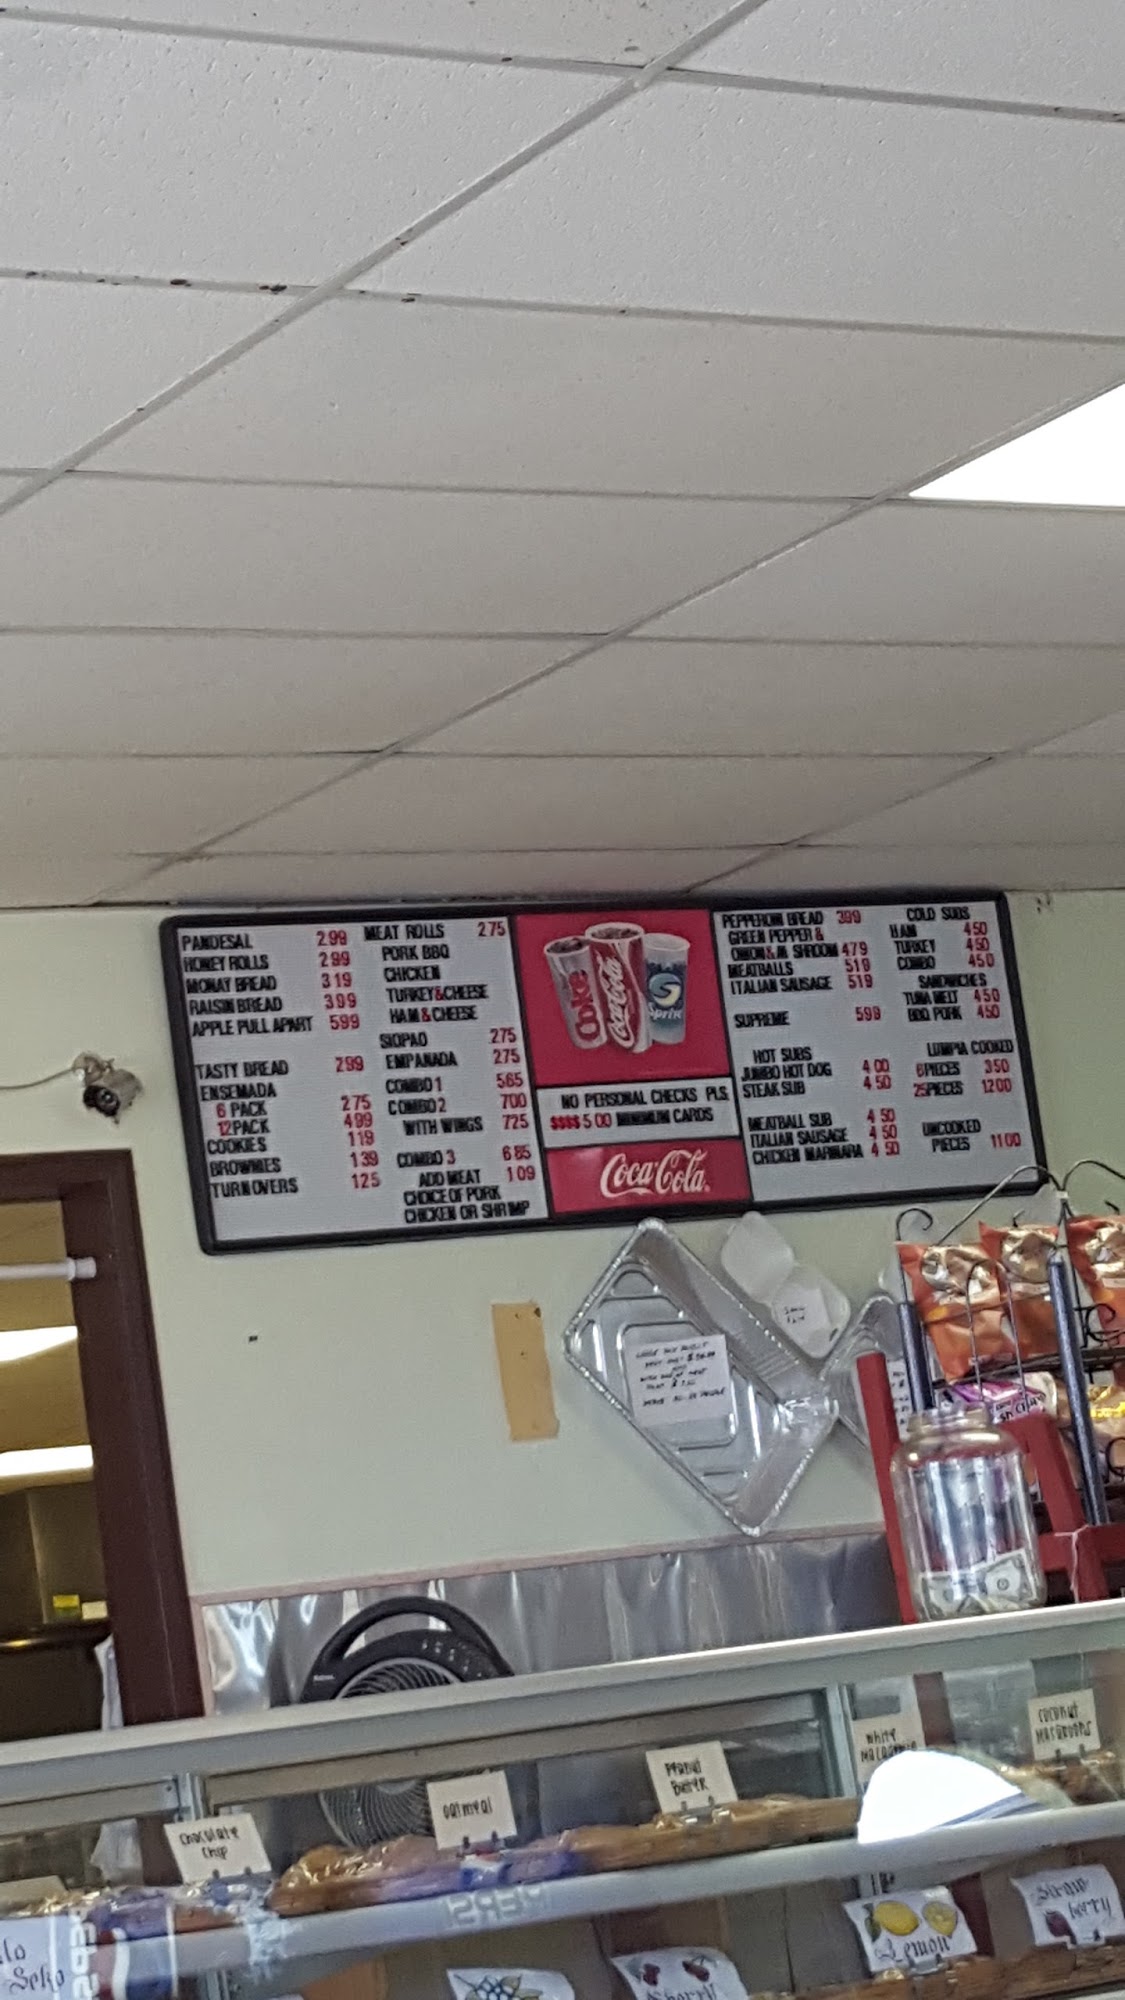 PANDESAL 2.99
HONEY ROLLS 2 99
MONAY BREAD 3 19
RAISIN BREAD 3 99
APPLE PULL APART 5 99
TASTY BREAD 2 99
ENSEMADA
6 PACK 2 75
12 PACK 4 99
COOKIES 1 19
BROWNIES 1 39
TURNOVERS 1 25
MEAT ROLLS 2 75
PORK BBQ
CHICKEN
TURKEY & CHEESE
HAM & CHEESE
SIOPAO 2 75
EMPANADA 2 75
COMBO 1 5 65
COMBO 2 7 00
WITH WINGS 7 25
COMBO 3 6 85
ADD MEAT 1 09
CHOICE OF PORK
CHICKEN OR SHRIMP
Coke
Coca-Cola
Sprite
NO PERSONAL CHECKS PLS
$$$$ 5 00 MINIMUM CARDS
Coca-Cola
PEPPERONI BREAD 3 99
GREEN PEPPER &
ONION & M SHROOM 4 79
MEATBALLS 5 19
ITALIAN SAUSAGE 5 19
SUPREME 5 99
HOT SUBS
JUMBO HOT DOG 4 00
STEAK SUB 4 50
MEATBALL SUB 4 50
ITALIAN SAUSAGE 4 50
CHICKEN MARINARA 4 50
COLD SUBS
HAM 4 50
TURKEY 4 50
COMBO 4 50
SANDWICHES
TUNA MELT 4 50
BBQ PORK 4 50
LUMPIA COOKED
6 PIECES 3 50
25 PIECES 12 00
UNCOOKED
PIECES 11 00
chocolate
chip
oatmeal
Peanut
Butter
White
coconut
Macaroons
Lemon
Straw
berry
Cherry